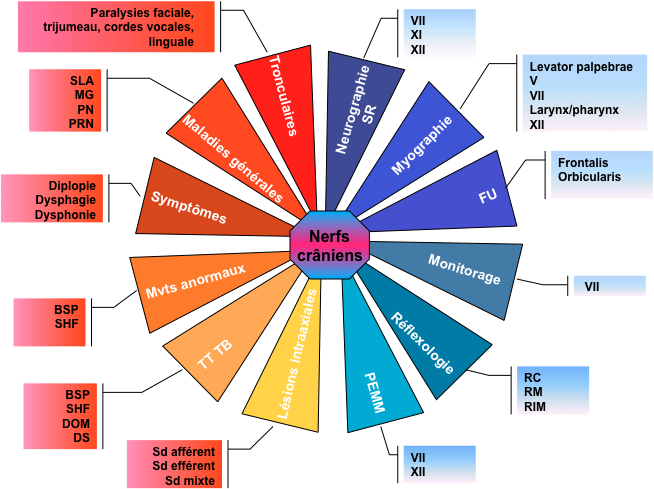 Nerfs
crâniens
Neurographie
SR
VII
XI
XII
Myographie
Levator palpebrae
V
VII
Larynx/pharynx
XII
FU
Frontalis
Orbicularis
Monitorage
VII
Réflexologie
RC
RM
RIM
PEMM
VII
XII
Lésions intraaxiales
Sd afférent
Sd efférent
Sd mixte
TT TB
BSP
SHF
DOM
DS
Mvts anormaux
BSP
SHF
Symptômes
Diplopie
Dysphagie
Dysphonie
Maladies générales
SLA
MG
PN
PRN
Tronculaires
Paralysies faciale,
trijumeau, cordes vocales,
linguale